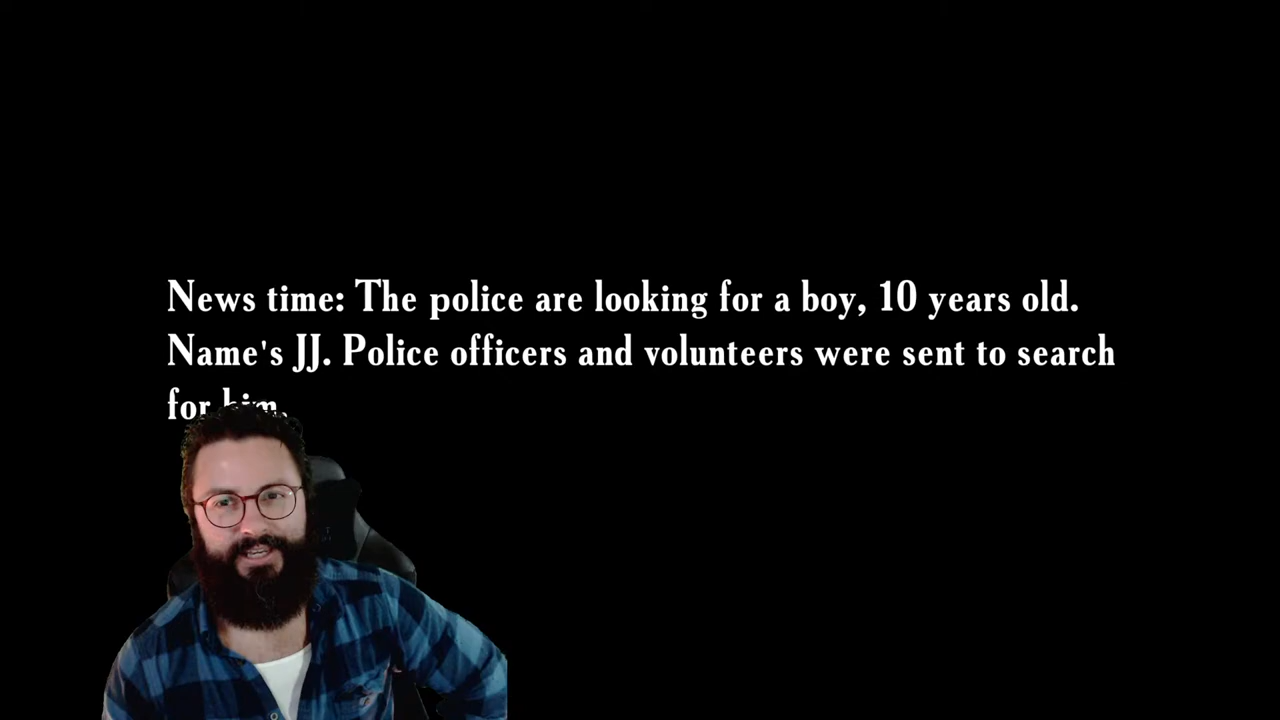 News time: The police are looking for a boy, 10 years old.
Name's JJ. Police officers and volunteers were sent to search
for him.